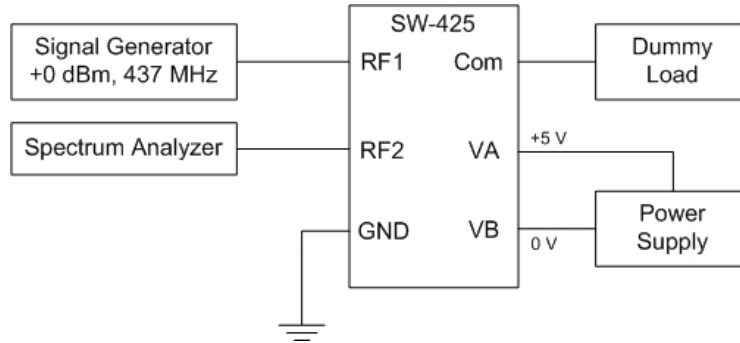 SW-425
Signal Generator
+0 dBm, 437 MHz
RF1
Com
Dummy
Load
Spectrum Analyzer
RF2
VA
+5 V
GND
VB
0 V
Power
Supply